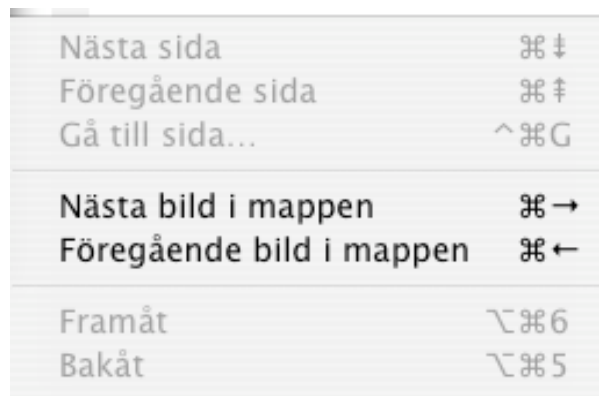 Nästa sida ⌘⇟
Föregående sida ⌘⇞
Gå till sida... ^⌘G
Nästa bild i mappen ⌘→
Föregående bild i mappen ⌘←
Framåt ⌥⌘6
Bakåt ⌥⌘5